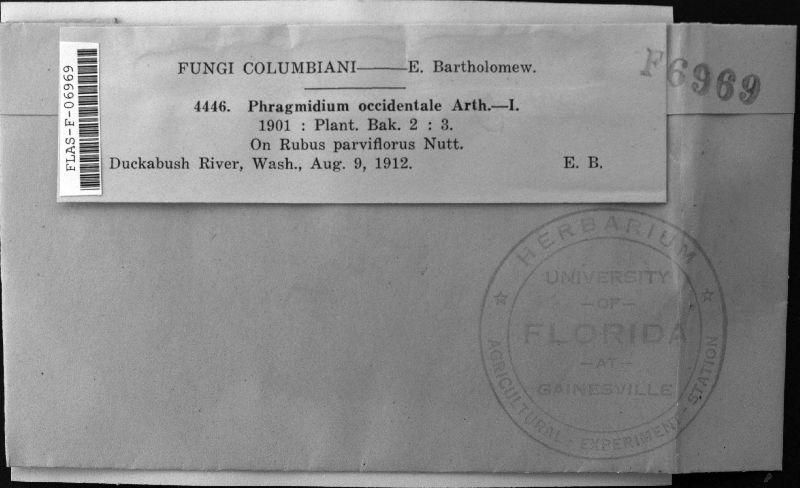 FUNGI COLUMBIANI——E. Bartholomew.
4446. Phragmidium occidentale Arth.—I.
1901 : Plant. Bak. 2 : 3.
On Rubus parviflorus Nutt.
Duckabush River, Wash., Aug. 9, 1912. E. B.
FLAS-F-06969
F6969
HERBARIUM
UNIVERSITY
—OF—
FLORIDA
—AT—
GAINESVILLE
AGRICULTURAL · EXPERIMENT · STATION